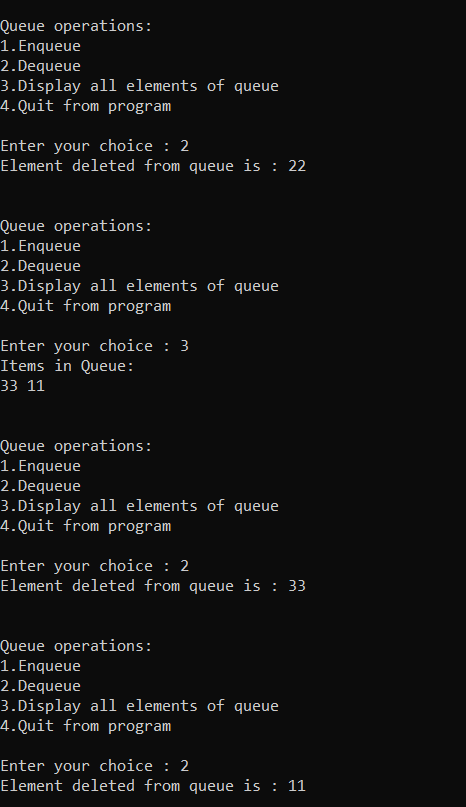 Queue operations:
1.Enqueue
2.Dequeue
3.Display all elements of queue
4.Quit from program
Enter your choice : 2
Element deleted from queue is : 22
Queue operations:
1.Enqueue
2.Dequeue
3.Display all elements of queue
4.Quit from program
Enter your choice : 3
Items in Queue:
33 11
Queue operations:
1.Enqueue
2.Dequeue
3.Display all elements of queue
4.Quit from program
Enter your choice : 2
Element deleted from queue is : 33
Queue operations:
1.Enqueue
2.Dequeue
3.Display all elements of queue
4.Quit from program
Enter your choice : 2
Element deleted from queue is : 11